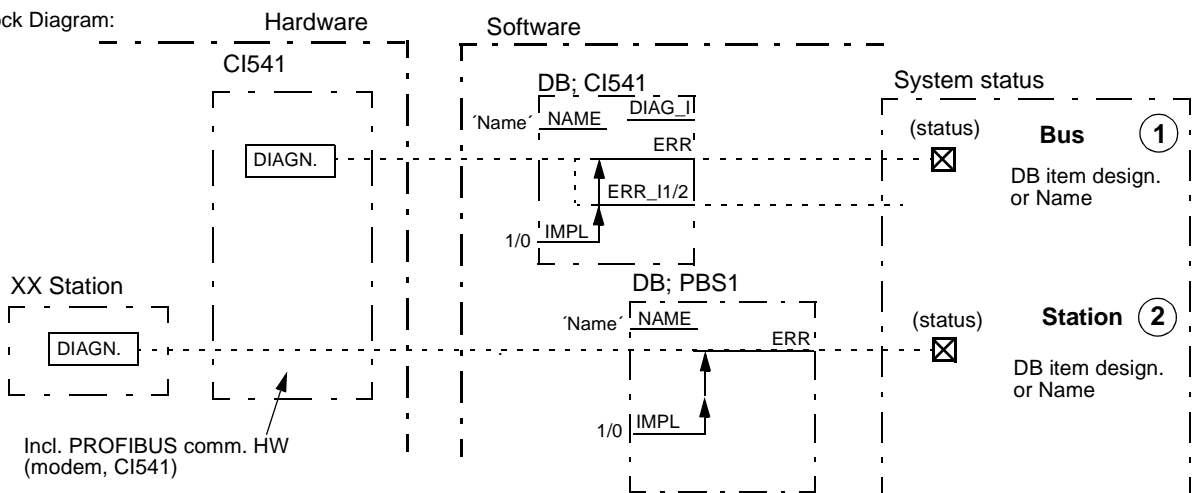 ock Diagram:
Hardware
Software
CI541
DIAGN.
XX Station
DIAGN.
Incl. PROFIBUS comm. HW
(modem, CI541)
DB; CI541
´Name´ NAME DIAG_I
ERR
ERR_I1/2
1/0 IMPL
DB; PBS1
´Name´ NAME
ERR
1/0 IMPL
System status
(status) Bus 1
DB item design.
or Name
(status) Station 2
DB item design.
or Name